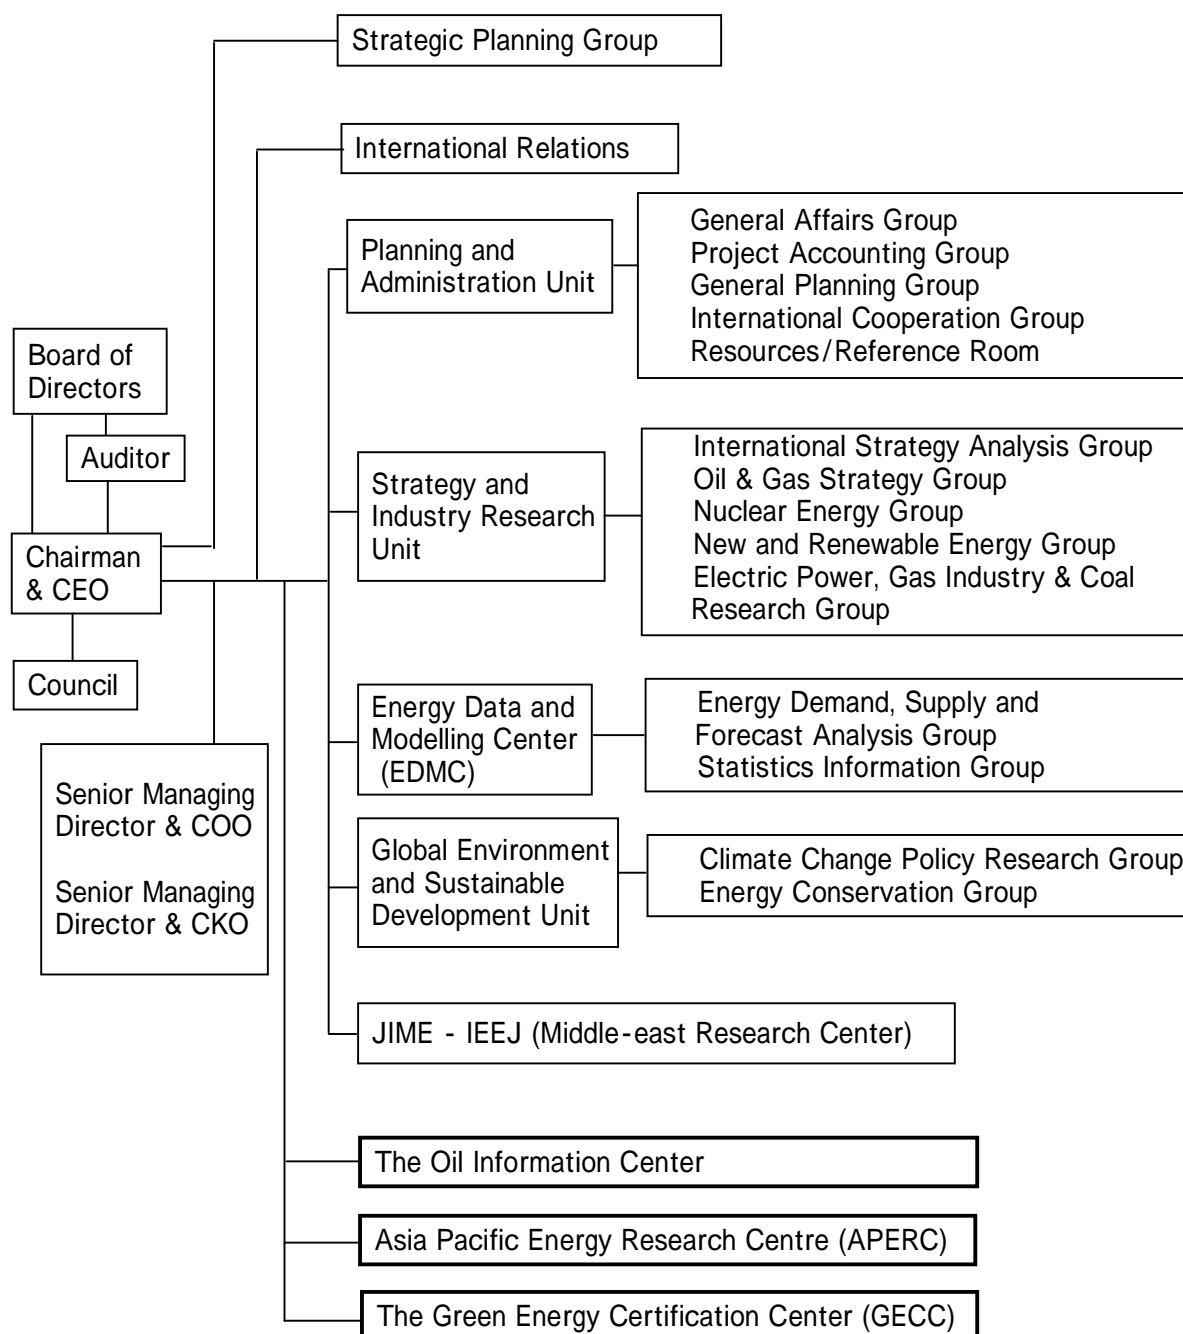 Strategic Planning Group
International Relations
Planning and
Administration Unit
General Affairs Group
Project Accounting Group
General Planning Group
International Cooperation Group
Resources/Reference Room
Board of
Directors
Auditor
Chairman
& CEO
Council
Senior Managing
Director & COO
Senior Managing
Director & CKO
Strategy and
Industry Research
Unit
International Strategy Analysis Group
Oil & Gas Strategy Group
Nuclear Energy Group
New and Renewable Energy Group
Electric Power, Gas Industry & Coal
Research Group
Energy Data and
Modelling Center
(EDMC)
Energy Demand, Supply and
Forecast Analysis Group
Statistics Information Group
Global Environment
and Sustainable
Development Unit
Climate Change Policy Research Group
Energy Conservation Group
JIME - IEEJ (Middle-east Research Center)
The Oil Information Center
Asia Pacific Energy Research Centre (APERC)
The Green Energy Certification Center (GECC)